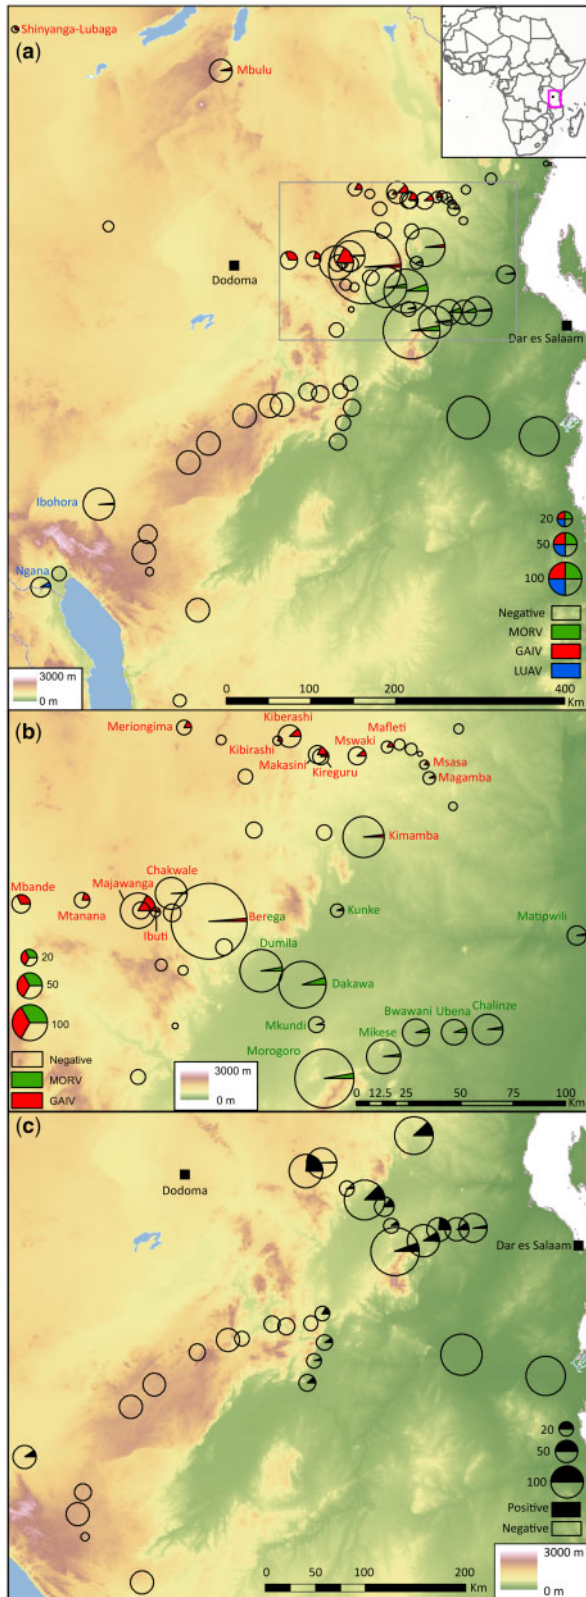 Shinyanga-Lubaga
(a)
Mbulu
Dodoma
Dar es Salaam
Ibohora
Ngana
20
50
100
Negative
MORV
GAIV
LUAV
3000 m
0 m
0 100 200 400
Km
(b)
Meriongima
Kiberashi
Kibirashi
Mswaki
Mafleti
Makasini
Kireguru
Msasa
Magamba
Kimamba
Chakwale
Mbande
Majawanga
Mtanana
Berega
Ibuti
Kunke
Matipwili
Dumila
Dakawa
Mkundi
Bwawani
Ubena
Chalinze
Mikese
Morogoro
20
50
100
Negative
MORV
GAIV
3000 m
0 m
0 12.5 25 50 75 100
Km
(c)
Dodoma
Dar es Salaam
20
50
100
Positive
Negative
3000 m
0 m
0 50 100 200
Km